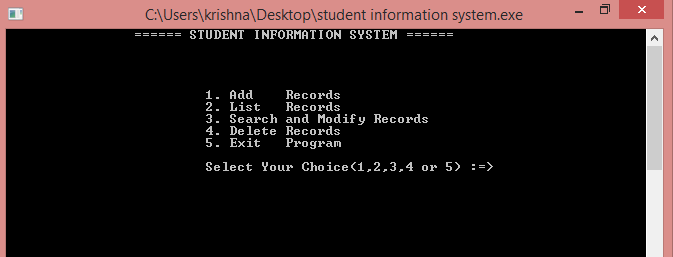 C:\Users\krishna\Desktop\student information system.exe
====== STUDENT INFORMATION SYSTEM ======
1. Add    Records
2. List   Records
3. Search and Modify Records
4. Delete Records
5. Exit   Program
Select Your Choice(1,2,3,4 or 5) :=>